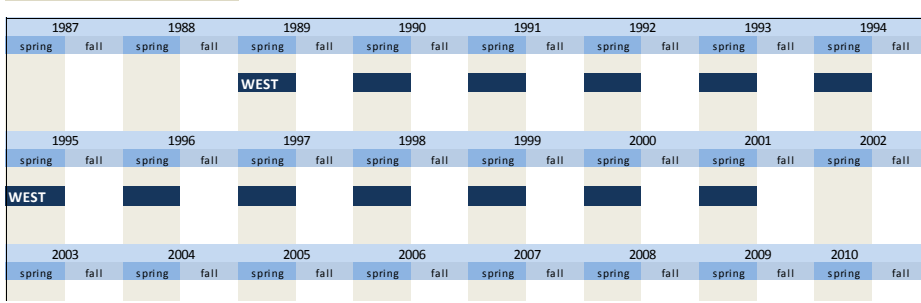 1987 1988 1989 1990 1991 1992 1993 1994
spring fall spring fall spring fall spring fall spring fall spring fall spring fall spring fall
WEST
1995 1996 1997 1998 1999 2000 2001 2002
spring fall spring fall spring fall spring fall spring fall spring fall spring fall spring fall
WEST
2003 2004 2005 2006 2007 2008 2009 2010
spring fall spring fall spring fall spring fall spring fall spring fall spring fall spring fall